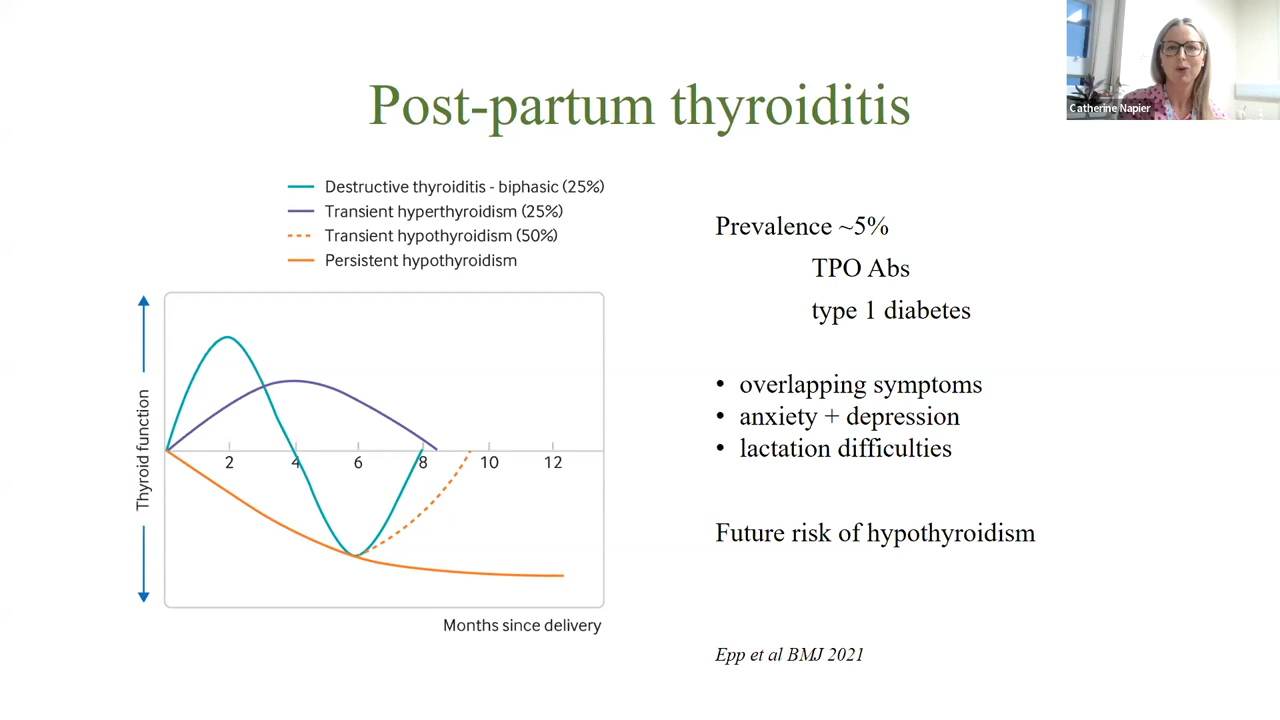 Catherine Napier
Post-partum thyroiditis
Destructive thyroiditis - biphasic (25%)
Transient hyperthyroidism (25%)
Transient hypothyroidism (50%)
Persistent hypothyroidism
Thyroid function
2 4 6 8 10 12
Months since delivery
Prevalence ~5%
TPO Abs
type 1 diabetes
• overlapping symptoms
• anxiety + depression
• lactation difficulties
Future risk of hypothyroidism
Epp et al BMJ 2021